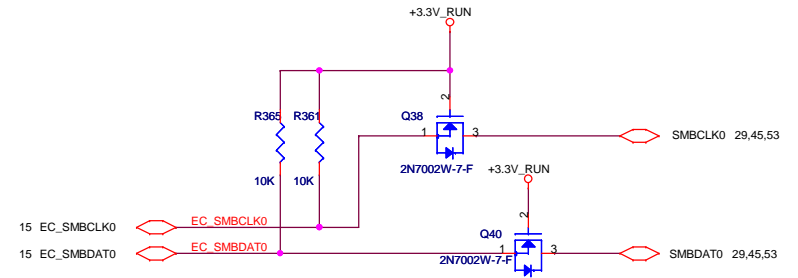 +3.3V_RUN
R365 R361
2
Q38
1 3
SMBCLK0 29,45,53
2N7002W-7-F
+3.3V_RUN
10K 10K
2
15 EC_SMBCLK0 EC_SMBCLK0
Q40
15 EC_SMBDAT0 EC_SMBDAT0
1 3
SMBDAT0 29,45,53
2N7002W-7-F